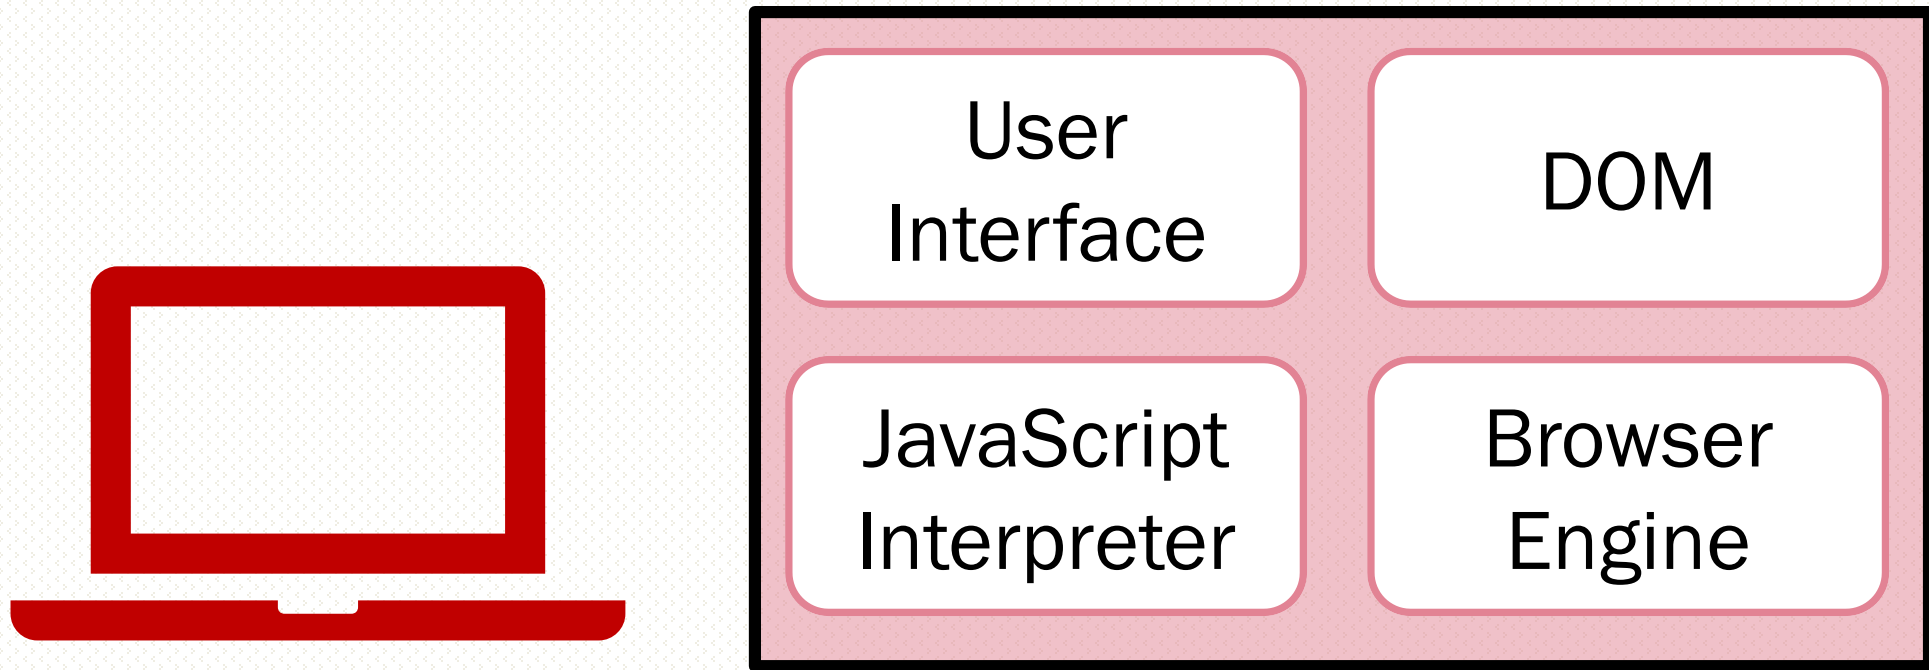 User
Interface
DOM
JavaScript
Interpreter
Browser
Engine